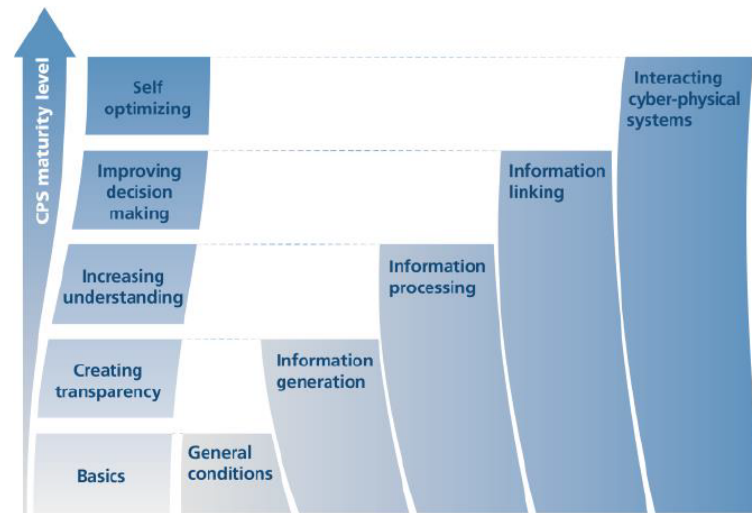 CPS maturity level
Self
optimizing
Interacting
cyber-physical
systems
Improving
decision
making
Information
linking
Increasing
understanding
Information
processing
Creating
transparency
Information
generation
Basics
General
conditions